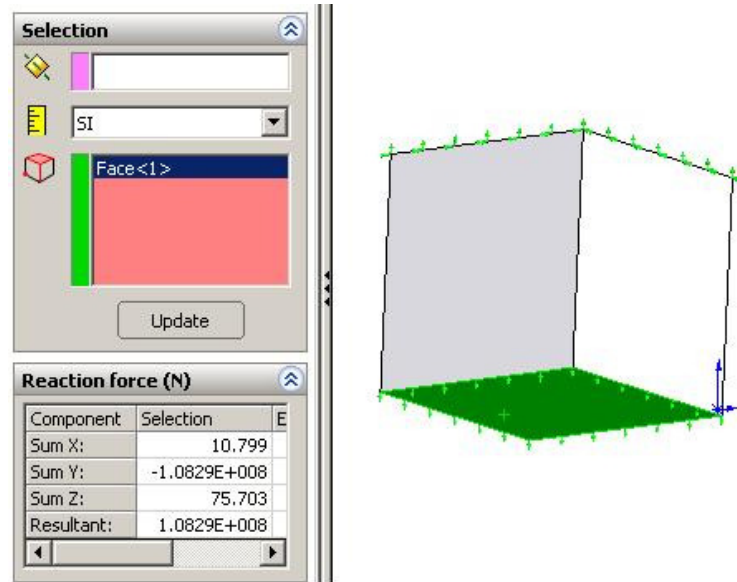 Selection
SI
Face<1>
Update
Reaction force (N)
Component Selection E
Sum X: 10.799
Sum Y: -1.0829E+008
Sum Z: 75.703
Resultant: 1.0829E+008